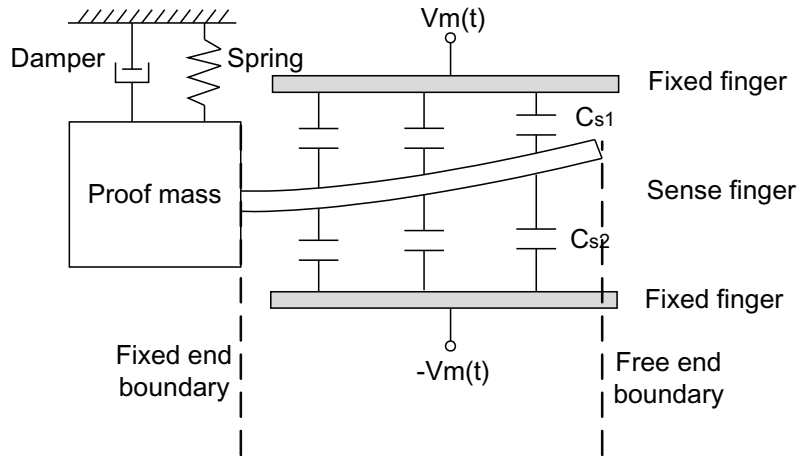 Vm(t)
Damper
Spring
Fixed finger
Cs1
Proof mass
Sense finger
Cs2
Fixed finger
Fixed end
boundary
-Vm(t)
Free end
boundary